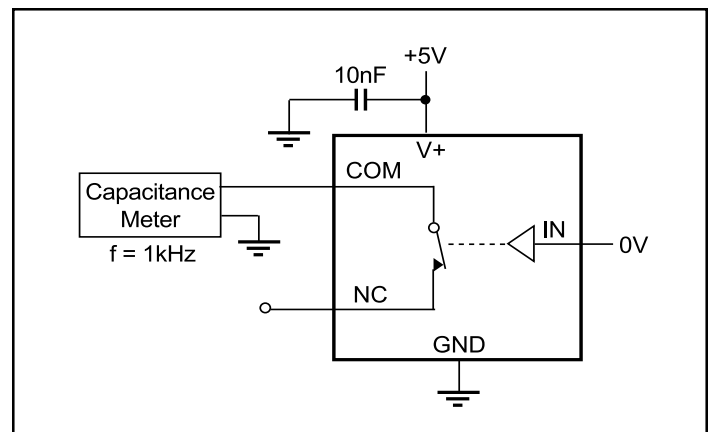 +5V
10nF
V+
COM
Capacitance
Meter
f = 1kHz
IN
0V
NC
GND